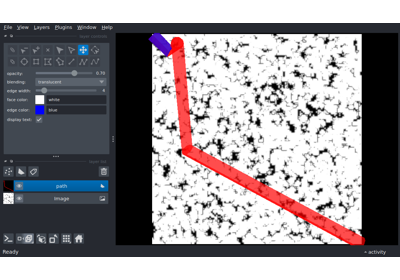 File View Layers Plugins Window Help
opacity: 0.70
blending: translucent
edge width: 4
face color: white
edge color: blue
display text:
path
Image
Ready
activity